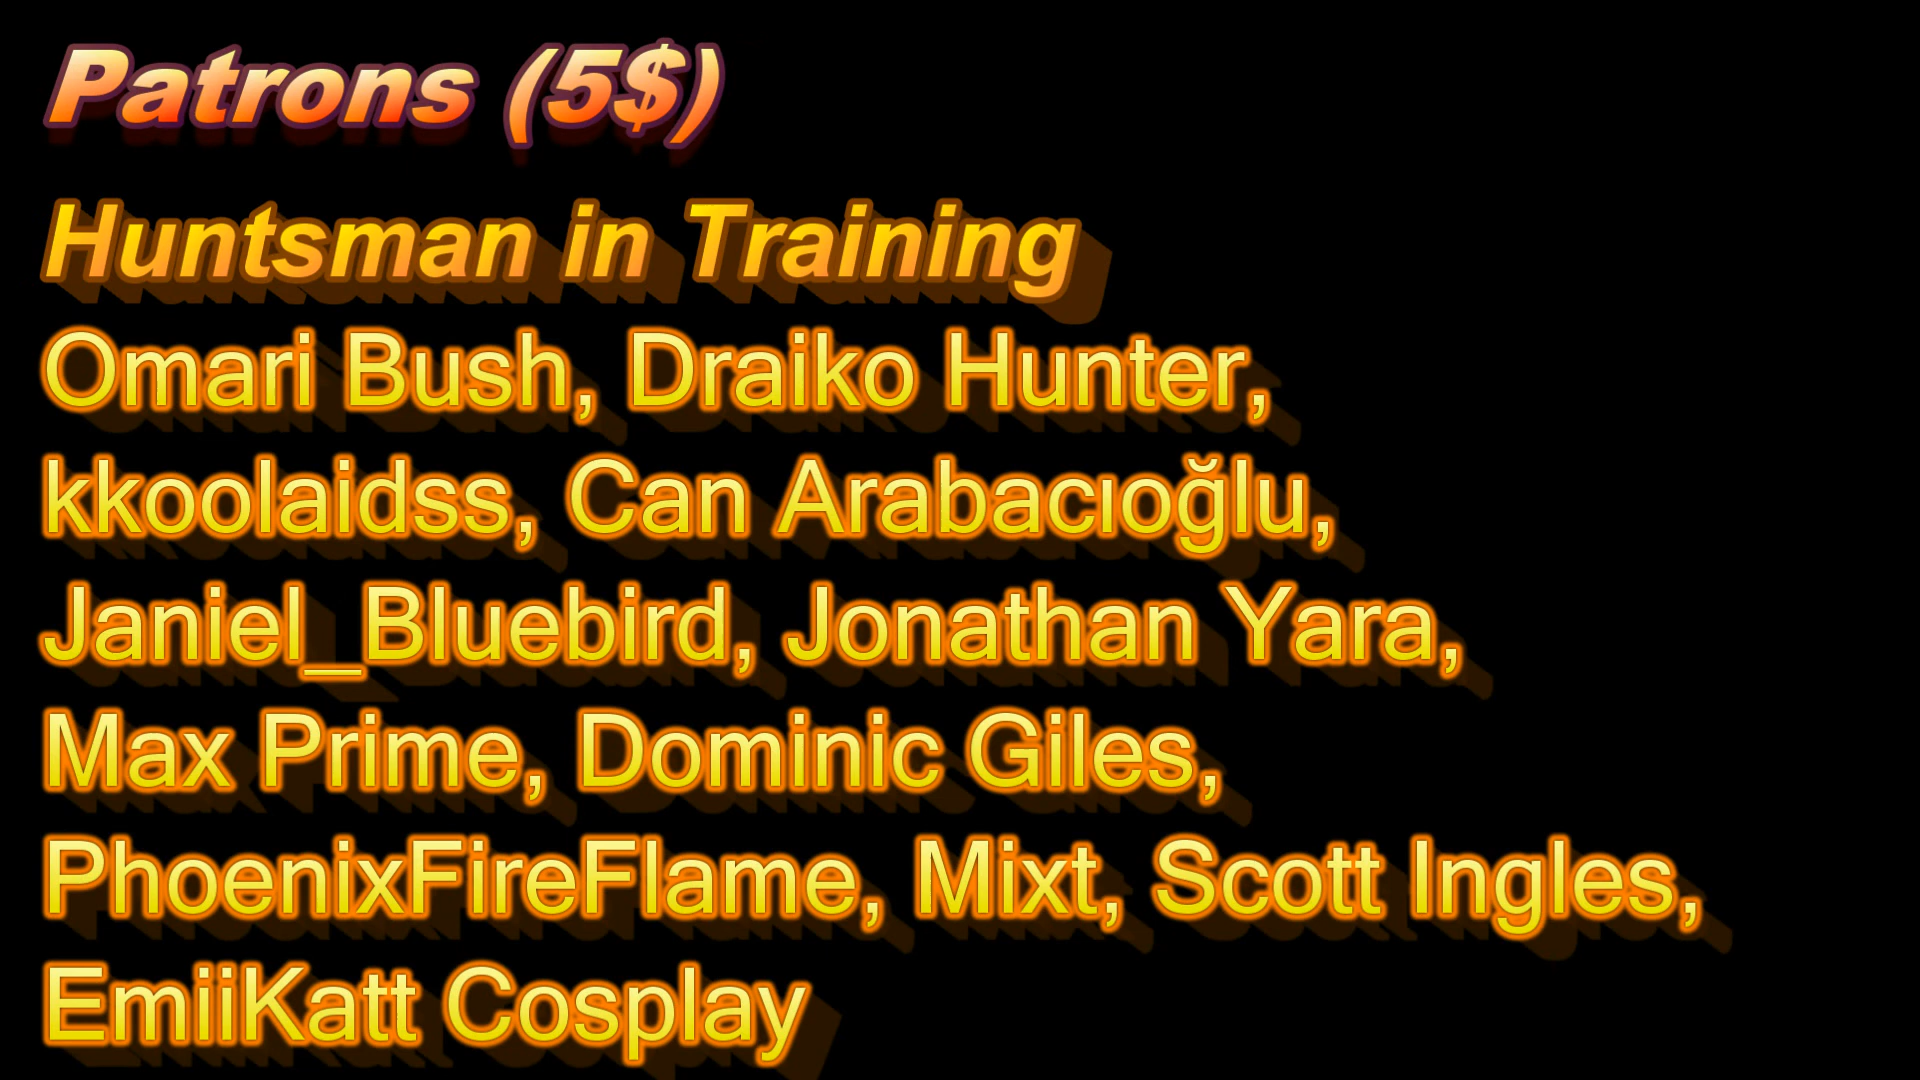 Patrons (5$)
Huntsman in Training
Omari Bush, Draiko Hunter,
kkoolaidss, Can Arabacıoğlu,
Janiel_Bluebird, Jonathan Yara,
Max Prime, Dominic Giles,
PhoenixFireFlame, Mixt, Scott Ingles,
EmiiKatt Cosplay